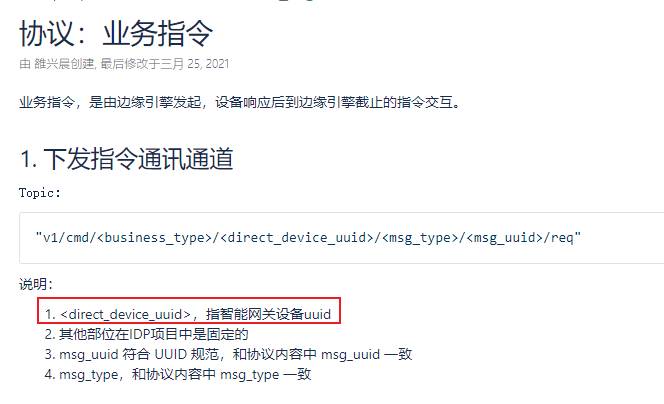 协议：业务指令
由 雒兴晨创建, 最后修改于三月 25, 2021
业务指令，是由边缘引擎发起，设备响应后到边缘引擎截止的指令交互。
1. 下发指令通讯通道
Topic:
"v1/cmd/<business_type>/<direct_device_uuid>/<msg_type>/<msg_uuid>/req"
说明：
1. <direct_device_uuid>，指智能网关设备uuid
2. 其他部位在IDP项目中是固定的
3. msg_uuid 符合 UUID 规范，和协议内容中 msg_uuid 一致
4. msg_type，和协议内容中 msg_type 一致